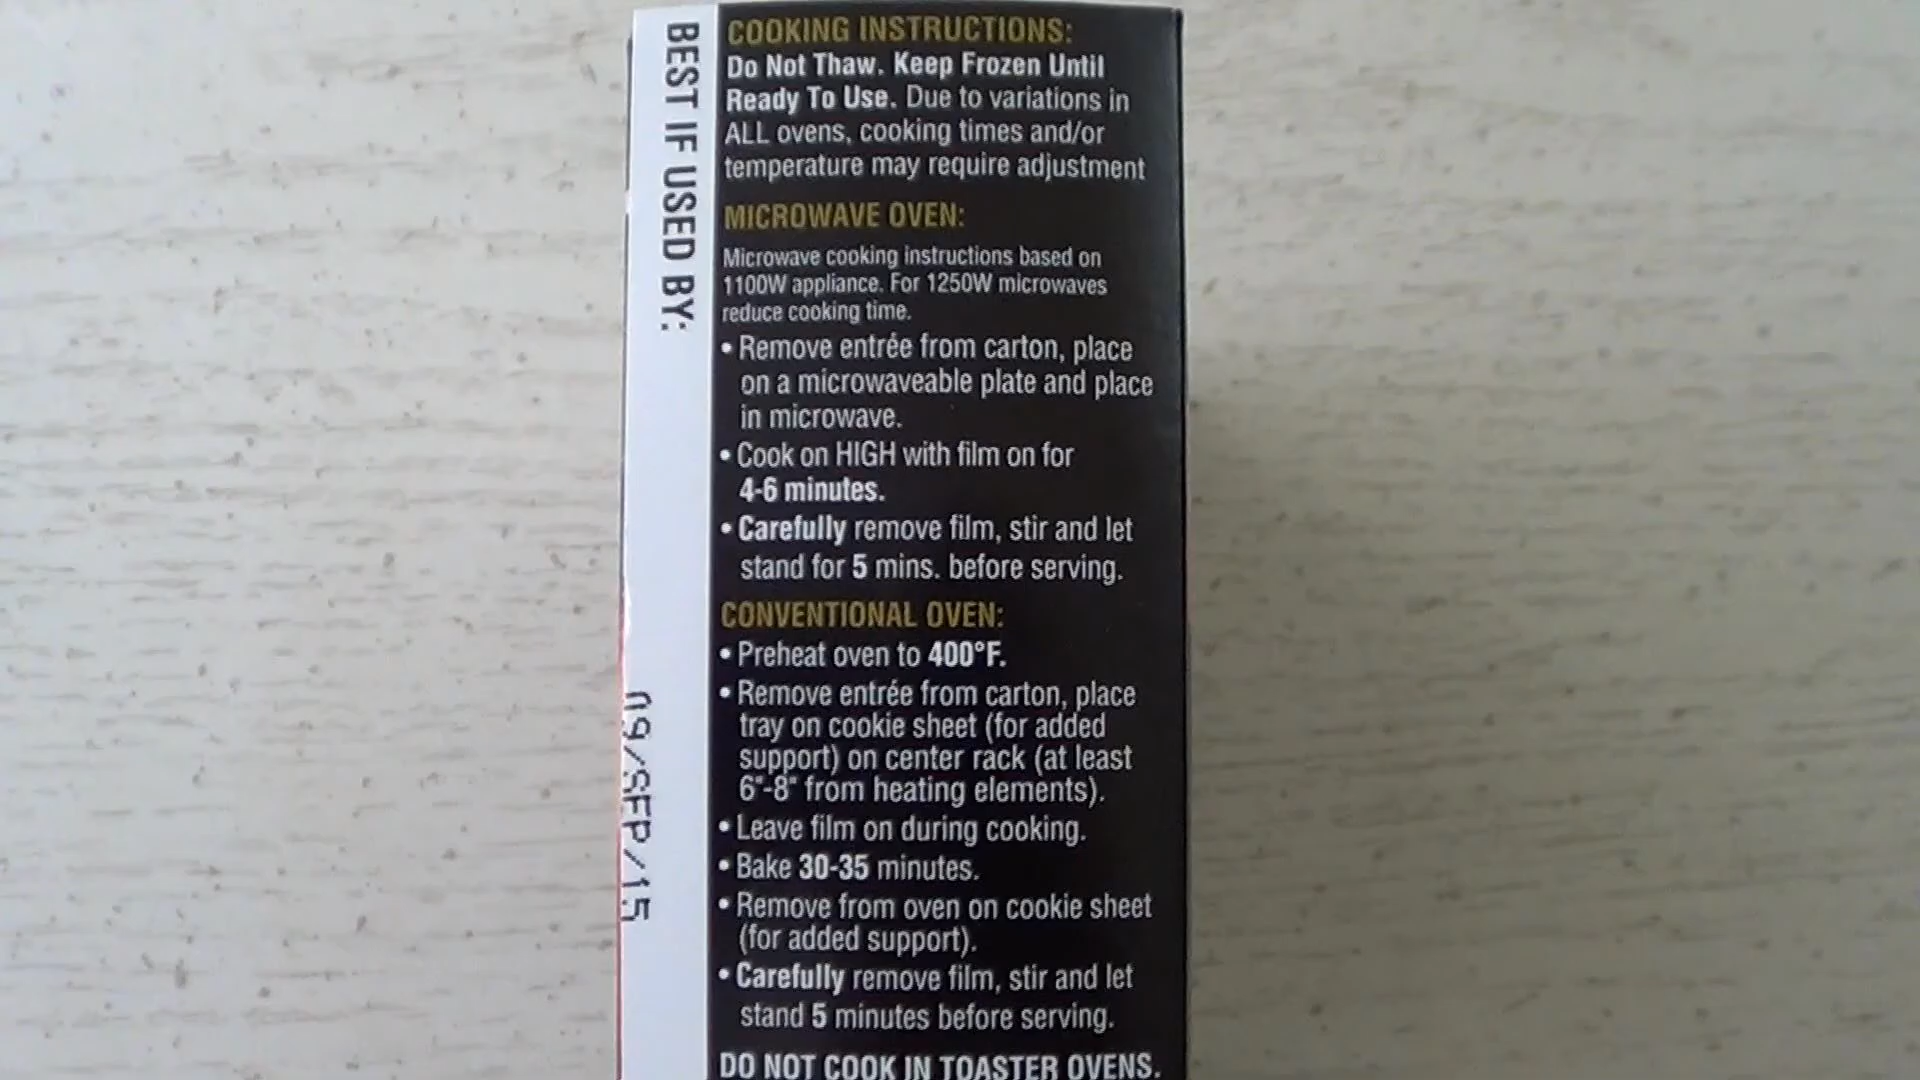 BEST IF USED BY:
09/SEP/15
COOKING INSTRUCTIONS:
Do Not Thaw. Keep Frozen Until
Ready To Use. Due to variations in
ALL ovens, cooking times and/or
temperature may require adjustment
MICROWAVE OVEN:
Microwave cooking instructions based on
1100W appliance. For 1250W microwaves
reduce cooking time.
• Remove entrée from carton, place
on a microwaveable plate and place
in microwave.
• Cook on HIGH with film on for
4-6 minutes.
• Carefully remove film, stir and let
stand for 5 mins. before serving.
CONVENTIONAL OVEN:
• Preheat oven to 400°F.
• Remove entrée from carton, place
tray on cookie sheet (for added
support) on center rack (at least
6"-8" from heating elements).
• Leave film on during cooking.
• Bake 30-35 minutes.
• Remove from oven on cookie sheet
(for added support).
• Carefully remove film, stir and let
stand 5 minutes before serving.
DO NOT COOK IN TOASTER OVENS.